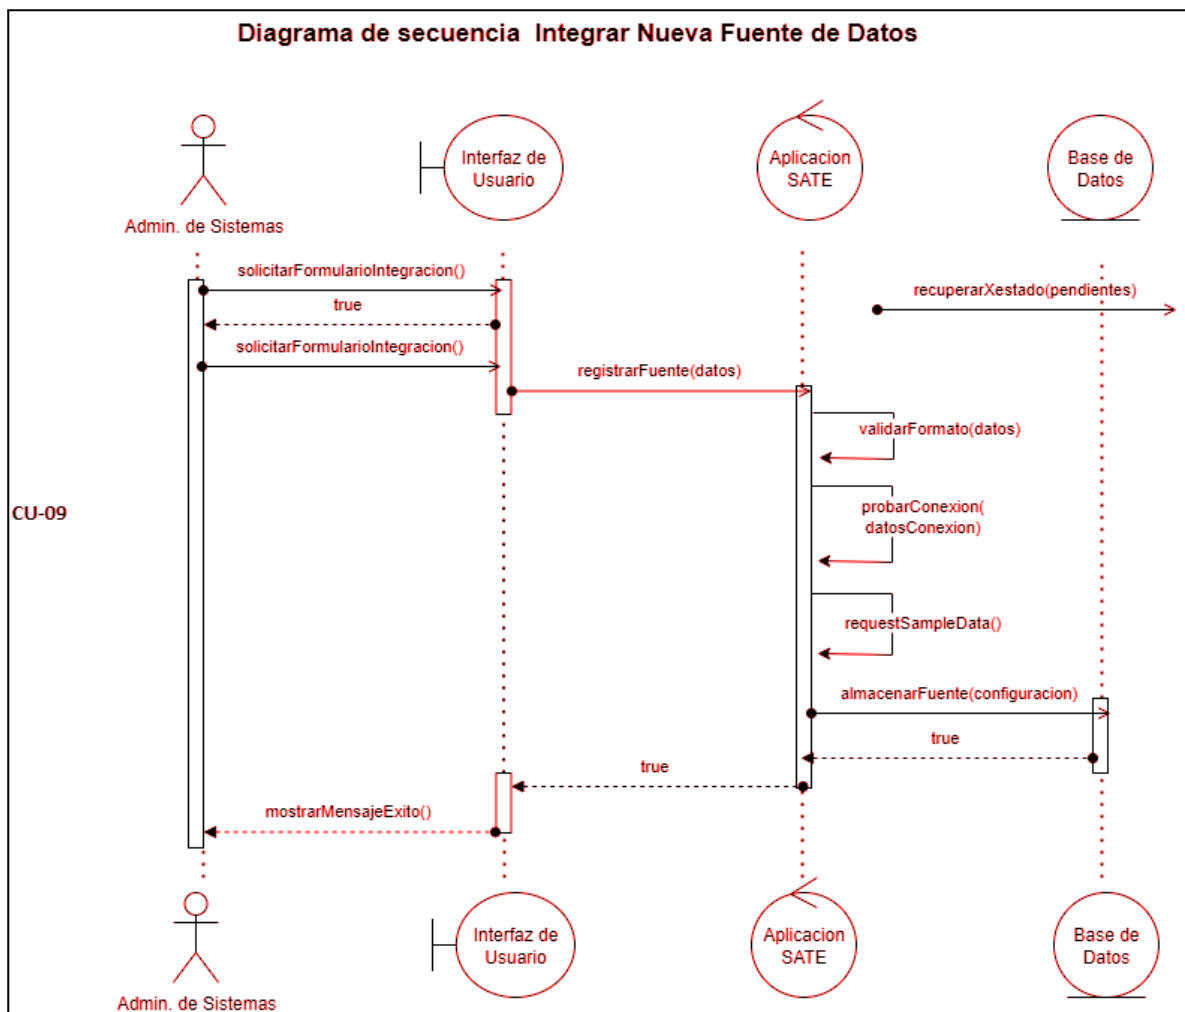 Diagrama de secuencia  Integrar Nueva Fuente de Datos
Interfaz de
Usuario
Aplicacion
SATE
Base de
Datos
Admin. de Sistemas
solicitarFormularioIntegracion()
recuperarXestado(pendientes)
true
solicitarFormularioIntegracion()
registrarFuente(datos)
validarFormato(datos)
CU-09
probarConexion(
datosConexion)
requestSampleData()
almacenarFuente(configuracion)
true
true
mostrarMensajeExito()
Interfaz de
Usuario
Aplicacion
SATE
Base de
Datos
Admin. de Sistemas